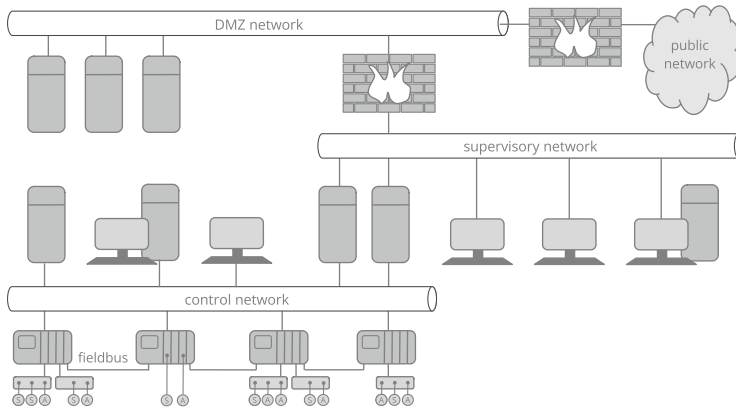 DMZ network
public
network
supervisory network
control network
fieldbus
S S A S A S A S A A S A S A A